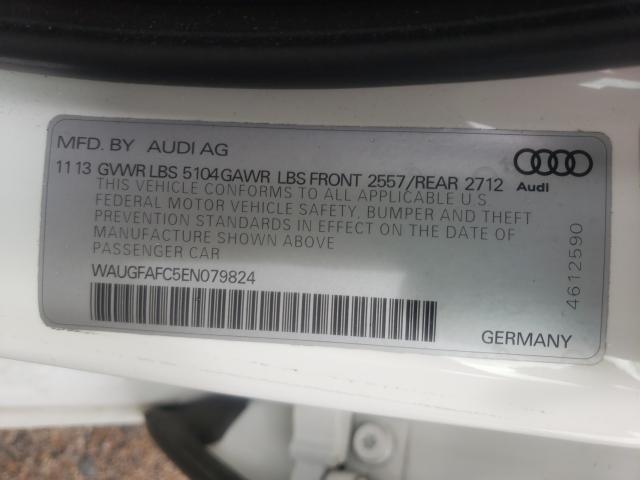 MFD. BY AUDI AG
11 13 GVWR LBS 5104 GAWR LBS FRONT 2557/REAR 2712
THIS VEHICLE CONFORMS TO ALL APPLICABLE U.S.
FEDERAL MOTOR VEHICLE SAFETY, BUMPER AND THEFT
PREVENTION STANDARDS IN EFFECT ON THE DATE OF
MANUFACTURE SHOWN ABOVE
PASSENGER CAR
WAUGFAFC5EN079824
Audi
4612590
GERMANY